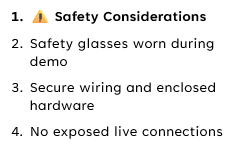 1. ⚠️ Safety Considerations
2. Safety glasses worn during
demo
3. Secure wiring and enclosed
hardware
4. No exposed live connections